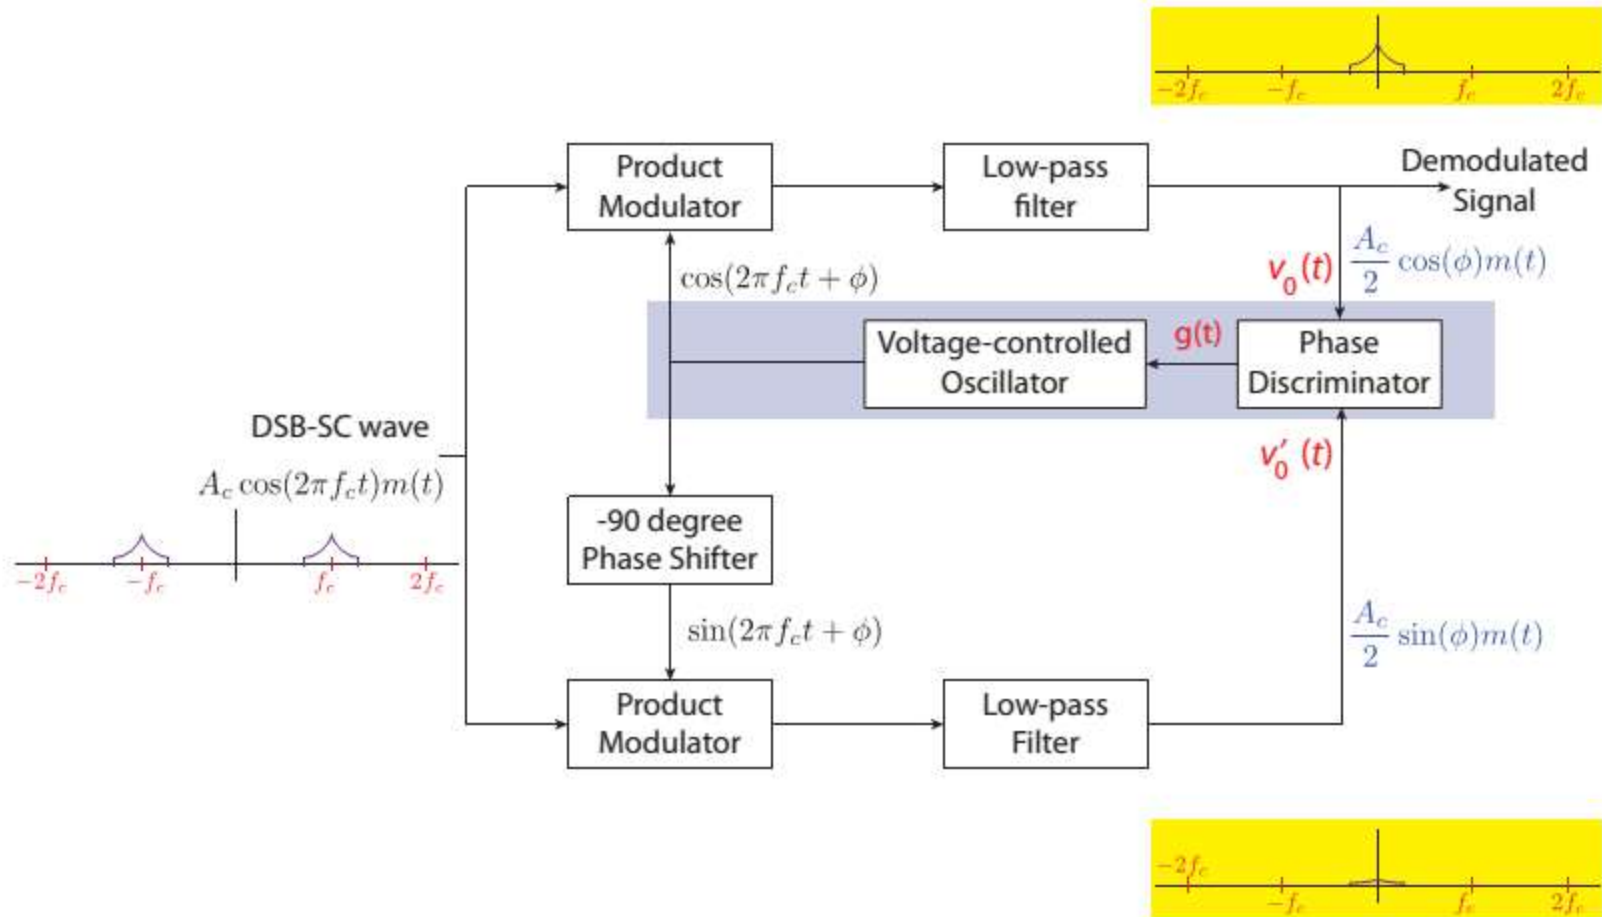 −2f_c −f_c f_c 2f_c
Product
Modulator
Low-pass
filter
Demodulated
Signal
cos(2πf_ct + ϕ)
v_0(t)
A_c/2 cos(ϕ)m(t)
Voltage-controlled
Oscillator
g(t)
Phase
Discriminator
DSB-SC wave
A_c cos(2πf_ct)m(t)
v′_0 (t)
−2f_c −f_c f_c 2f_c
-90 degree
Phase Shifter
sin(2πf_ct + ϕ)
A_c/2 sin(ϕ)m(t)
Product
Modulator
Low-pass
Filter
−2f_c −f_c f_c 2f_c